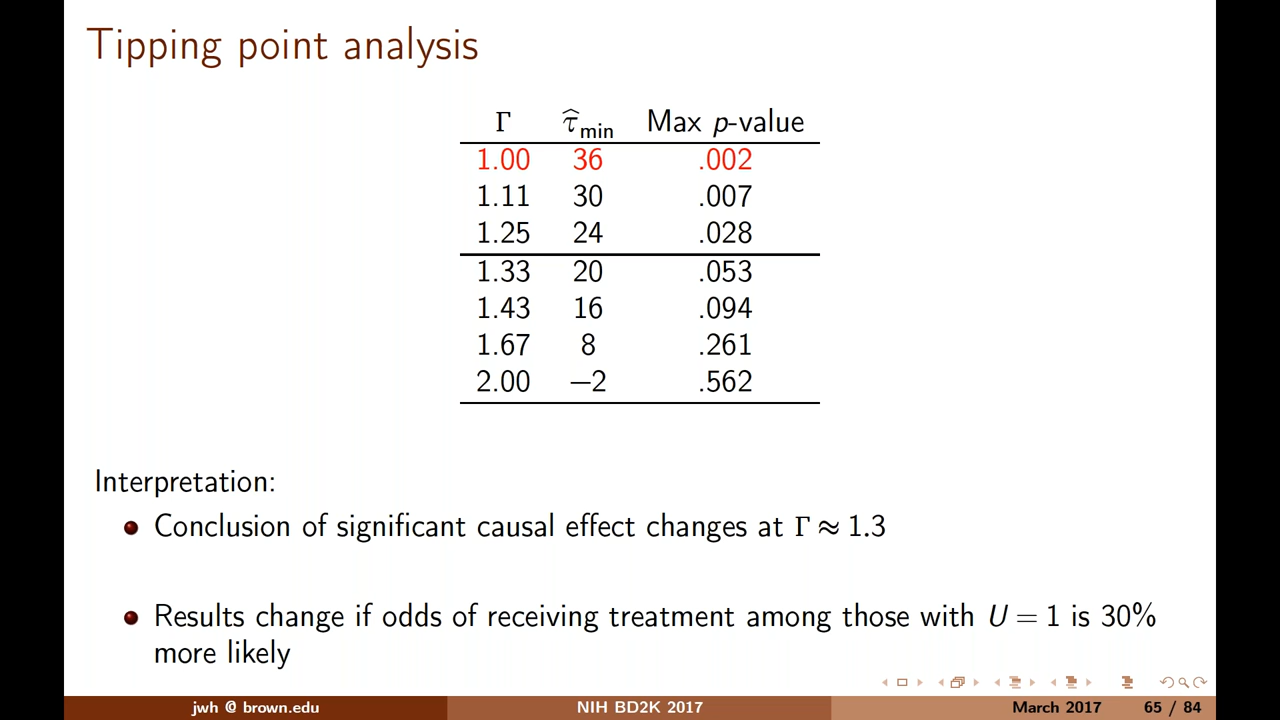 Tipping point analysis
Γ τ̂min Max p-value
1.00 36 .002
1.11 30 .007
1.25 24 .028
1.33 20 .053
1.43 16 .094
1.67 8 .261
2.00 −2 .562
Interpretation:
Conclusion of significant causal effect changes at Γ ≈ 1.3
Results change if odds of receiving treatment among those with U = 1 is 30%
more likely
jwh @ brown.edu NIH BD2K 2017 March 2017 65 / 84